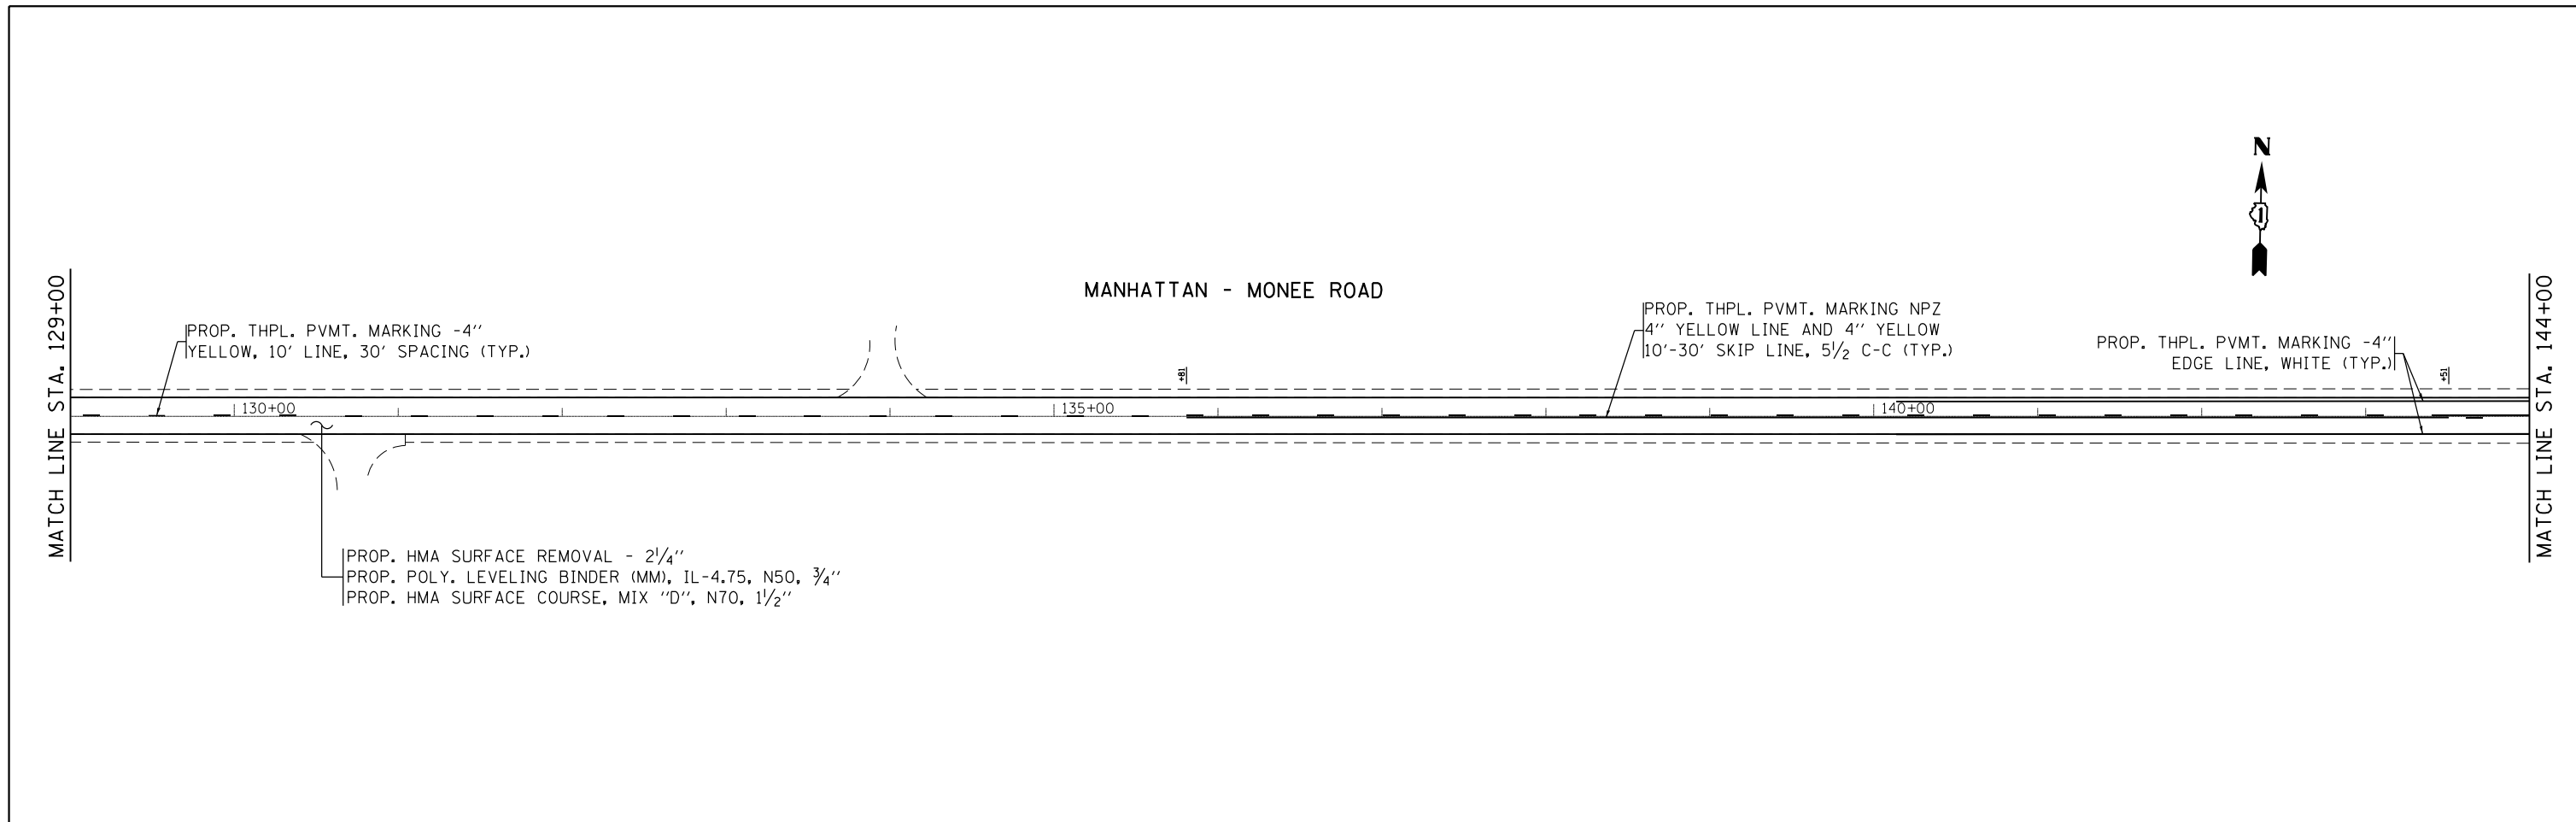 N
1
MANHATTAN - MONEE ROAD
MATCH LINE STA. 129+00
PROP. THPL. PVMT. MARKING -4"
YELLOW, 10' LINE, 30' SPACING (TYP.)
PROP. THPL. PVMT. MARKING NPZ
4" YELLOW LINE AND 4" YELLOW
10'-30' SKIP LINE, 5½ C-C (TYP.)
PROP. THPL. PVMT. MARKING -4"
EDGE LINE, WHITE (TYP.)
MATCH LINE STA. 144+00
+81
+51
130+00
135+00
140+00
PROP. HMA SURFACE REMOVAL - 2¼"
PROP. POLY. LEVELING BINDER (MM), IL-4.75, N50, ¾"
PROP. HMA SURFACE COURSE, MIX "D", N70, 1½"